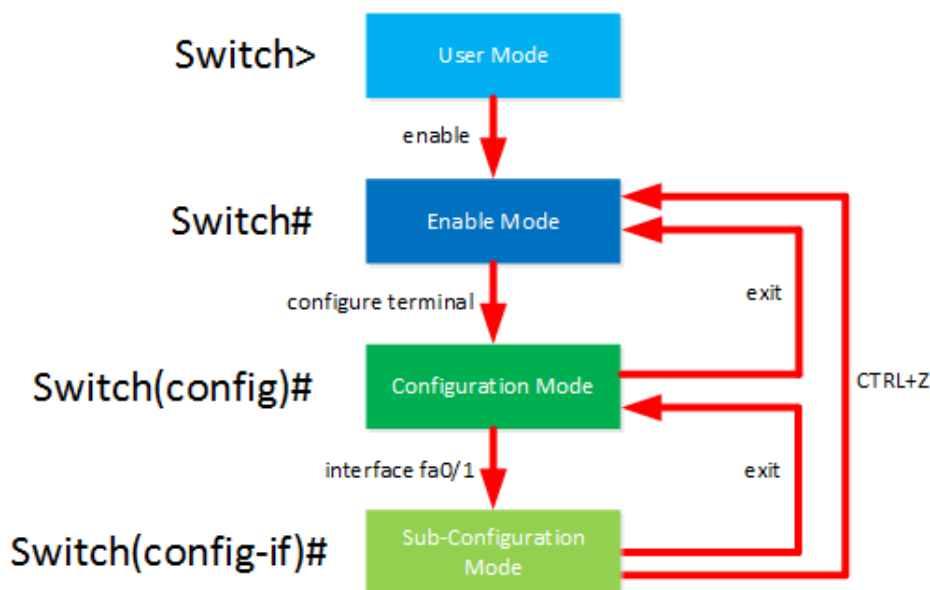 Switch>
User Mode
enable
Switch#
Enable Mode
configure terminal
exit
Switch(config)#
Configuration Mode
CTRL+Z
interface fa0/1
exit
Switch(config-if)#
Sub-Configuration
Mode